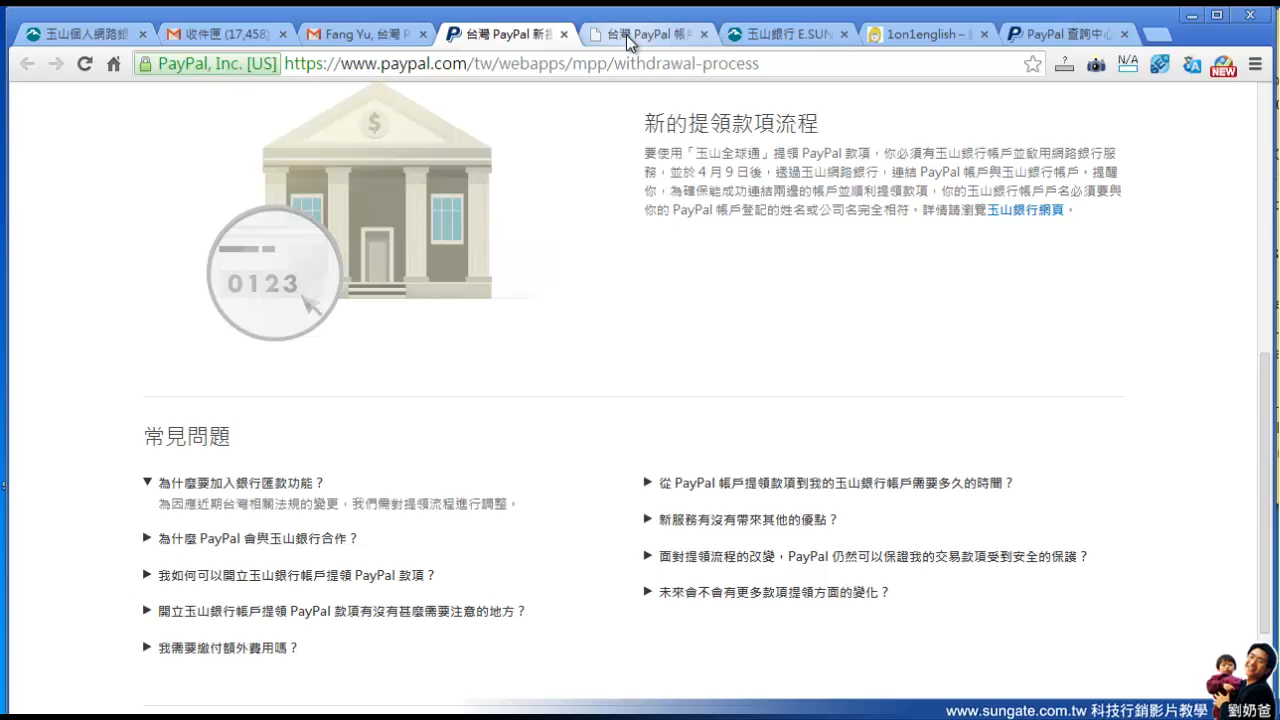 玉山個人網路銀
收件匣 (17,458)
Fang Yu, 台灣 P
台灣 PayPal 新提
台灣 PayPal 帳戶
玉山銀行 E.SUN
1on1english –
PayPal 查詢中心
PayPal, Inc. [US]
https://www.paypal.com/tw/webapps/mpp/withdrawal-process
N/A
NEW
$
0123
新的提領款項流程
要使用「玉山全球通」提領 PayPal 款項，你必須有玉山銀行帳戶並啟用網路銀行服
務，並於 4 月 9 日後，透過玉山網路銀行，連結 PayPal 帳戶與玉山銀行帳戶。提醒
你，為確保能成功連結兩邊的帳戶並順利提領款項，你的玉山銀行帳戶戶名必須要與
你的 PayPal 帳戶登記的姓名或公司名完全相符。詳情請瀏覽玉山銀行網頁。
常見問題
為什麼要加入銀行匯款功能？
為因應近期台灣相關法規的變更，我們需對提領流程進行調整。
為什麼 PayPal 會與玉山銀行合作？
我如何可以開立玉山銀行帳戶提領 PayPal 款項？
開立玉山銀行帳戶提領 PayPal 款項有沒有甚麼需要注意的地方？
我需要繳付額外費用嗎？
從 PayPal 帳戶提領款項到我的玉山銀行帳戶需要多久的時間？
新服務有沒有帶來其他的優點？
面對提領流程的改變，PayPal 仍然可以保證我的交易款項受到安全的保護？
未來會不會有更多款項提領方面的變化？
www.sungate.com.tw 科技行銷影片教學
劉奶爸